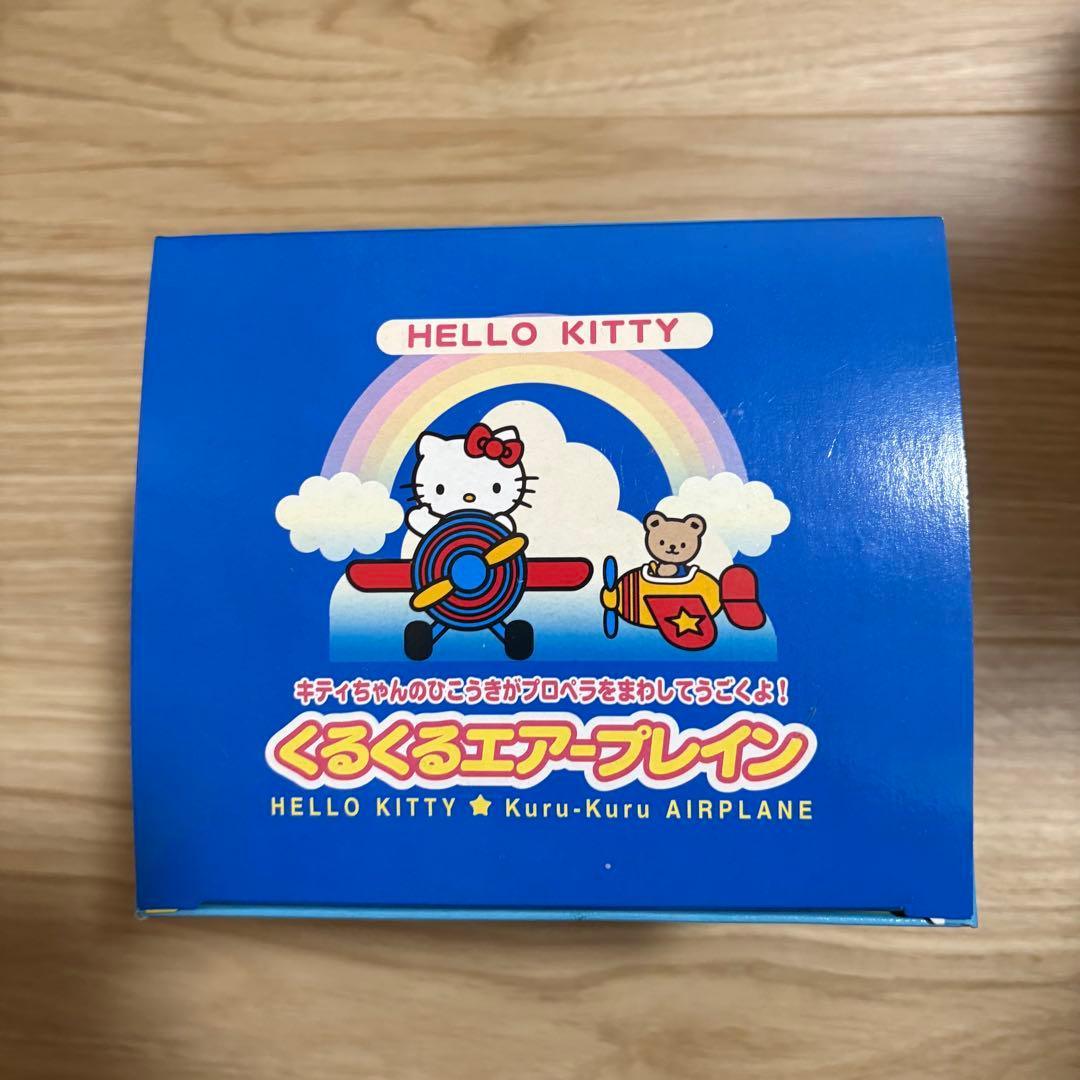 HELLO KITTY
キティちゃんのひこうきがプロペラをまわしてうごくよ!
くるくるエアープレイン
HELLO KITTY ★ Kuru-Kuru AIRPLANE